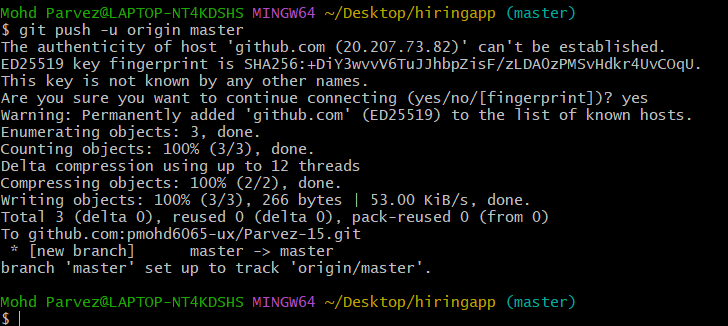 Mohd Parvez@LAPTOP-NT4KDSHS MINGW64 ~/Desktop/hiringapp (master)
$ git push -u origin master
The authenticity of host 'github.com (20.207.73.82)' can't be established.
ED25519 key fingerprint is SHA256:+DiY3wvvV6TuJJhbpZisF/zLDA0zPMSvHdkr4UvCOqU.
This key is not known by any other names.
Are you sure you want to continue connecting (yes/no/[fingerprint])? yes
Warning: Permanently added 'github.com' (ED25519) to the list of known hosts.
Enumerating objects: 3, done.
Counting objects: 100% (3/3), done.
Delta compression using up to 12 threads
Compressing objects: 100% (2/2), done.
Writing objects: 100% (3/3), 266 bytes | 53.00 KiB/s, done.
Total 3 (delta 0), reused 0 (delta 0), pack-reused 0 (from 0)
To github.com:pmohd6065-ux/Parvez-15.git
 * [new branch]      master -> master
branch 'master' set up to track 'origin/master'.
Mohd Parvez@LAPTOP-NT4KDSHS MINGW64 ~/Desktop/hiringapp (master)
$